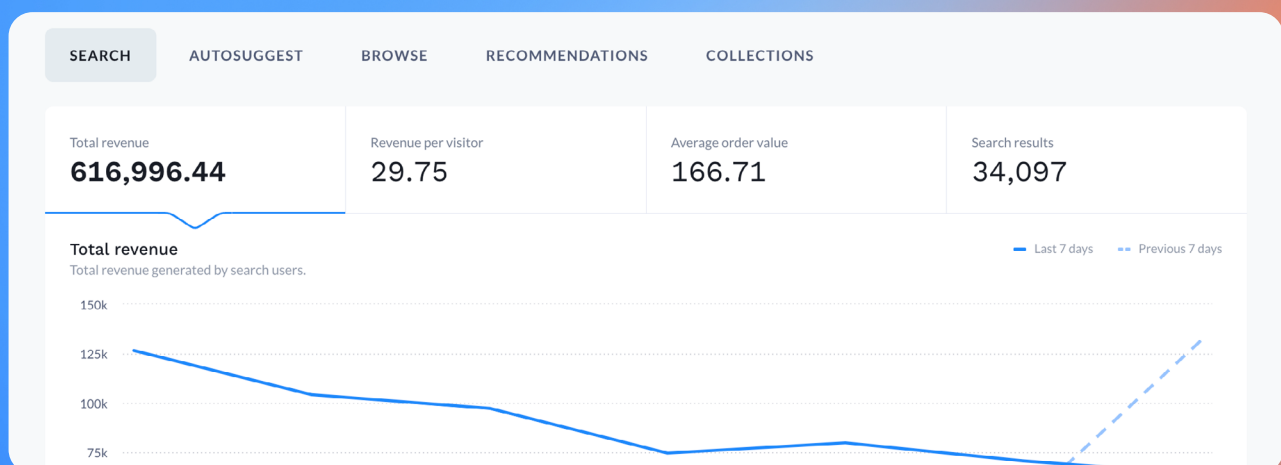 SEARCH AUTOSUGGEST BROWSE RECOMMENDATIONS COLLECTIONS
Total revenue Revenue per visitor Average order value Search results
616,996.44 29.75 166.71 34,097
Total revenue Last 7 days Previous 7 days
Total revenue generated by search users.
150k
125k
100k
75k